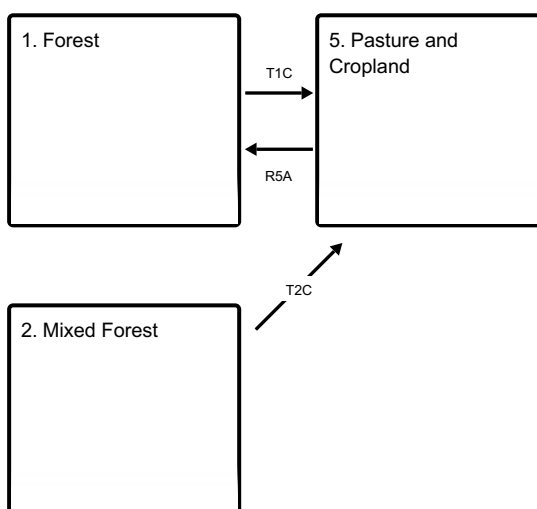 1. Forest
5. Pasture and
Cropland
T1C
R5A
T2C
2. Mixed Forest